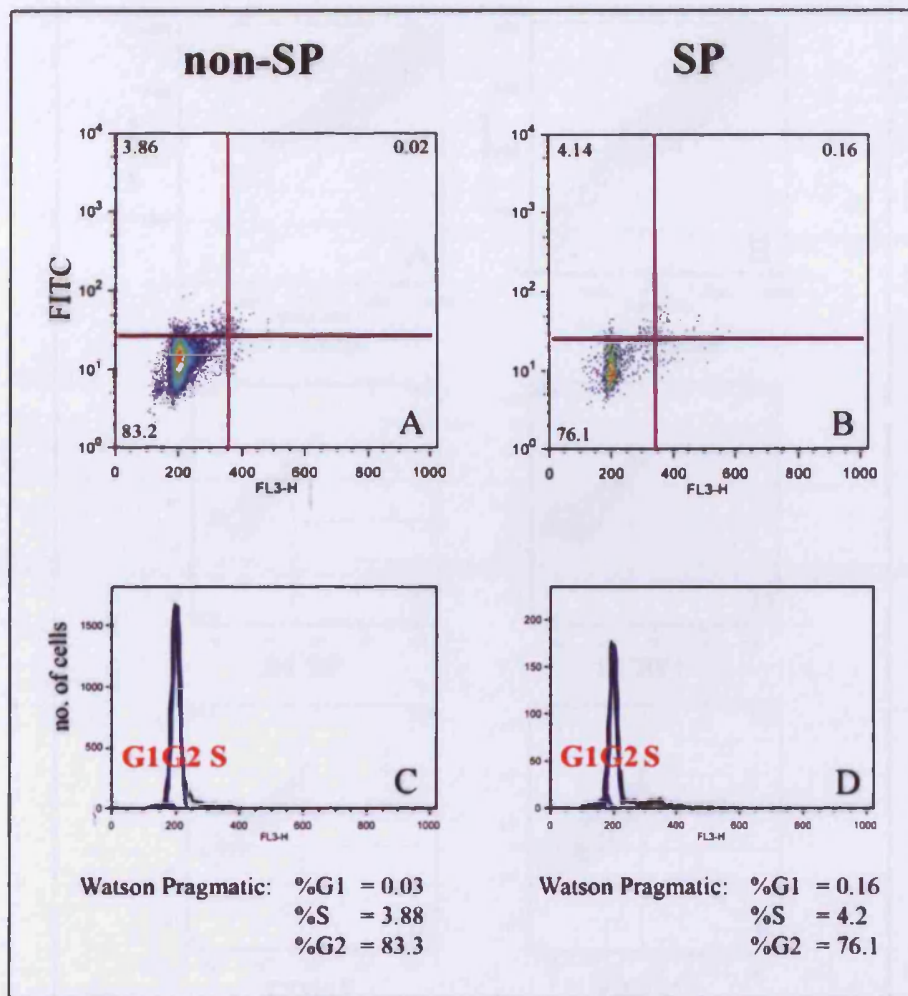 non-SP SP
10⁴ 3.86 0.02 10⁴ 4.14 0.16
10³ 10³
FITC
10² 10²
10¹ 10¹
83.2 A 76.1 B
10⁰ 10⁰
0 200 400 600 800 1000 0 200 400 600 800 1000
FL3-H FL3-H
no. of cells
1500 200
1000 150
100
500 50
G1G2 S C G1G2 S D
0 0
0 200 400 600 800 1000 0 200 400 600 800 1000
FL3-H FL3-H
Watson Pragmatic: %G1 = 0.03 Watson Pragmatic: %G1 = 0.16
%S = 3.88 %S = 4.2
%G2 = 83.3 %G2 = 76.1